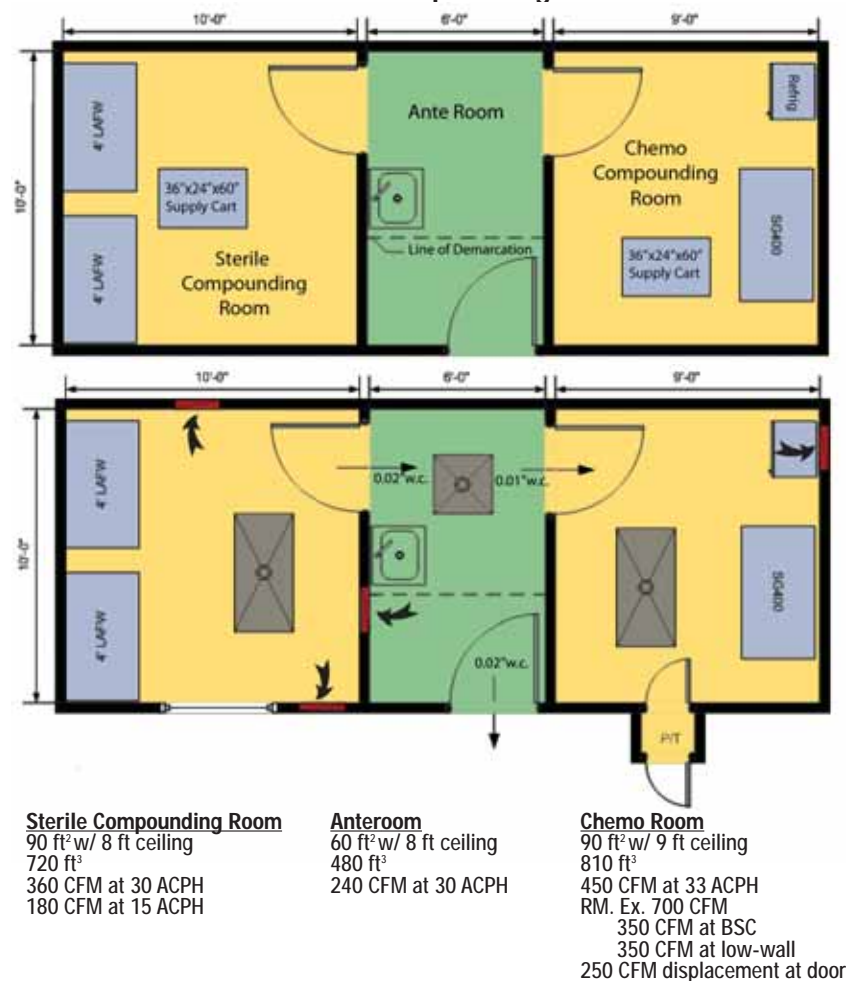 10'-0"
6'-0"
9'-0"
10'-0"
4' LAFW
4' LAFW
36"x24"x60"
Supply Cart
Sterile
Compounding
Room
Ante Room
Line of Demarcation
Refrig
Chemo
Compounding
Room
36"x24"x60"
Supply Cart
SG400
10'-0"
6'-0"
9'-0"
10'-0"
4' LAFW
4' LAFW
0.02"w.c.
0.01"w.c.
0.02"w.c.
SG400
P/T
Sterile Compounding Room
90 ft² w/ 8 ft ceiling
720 ft³
360 CFM at 30 ACPH
180 CFM at 15 ACPH
Anteroom
60 ft² w/ 8 ft ceiling
480 ft³
240 CFM at 30 ACPH
Chemo Room
90 ft² w/ 9 ft ceiling
810 ft³
450 CFM at 33 ACPH
RM. Ex. 700 CFM
350 CFM at BSC
350 CFM at low-wall
250 CFM displacement at door